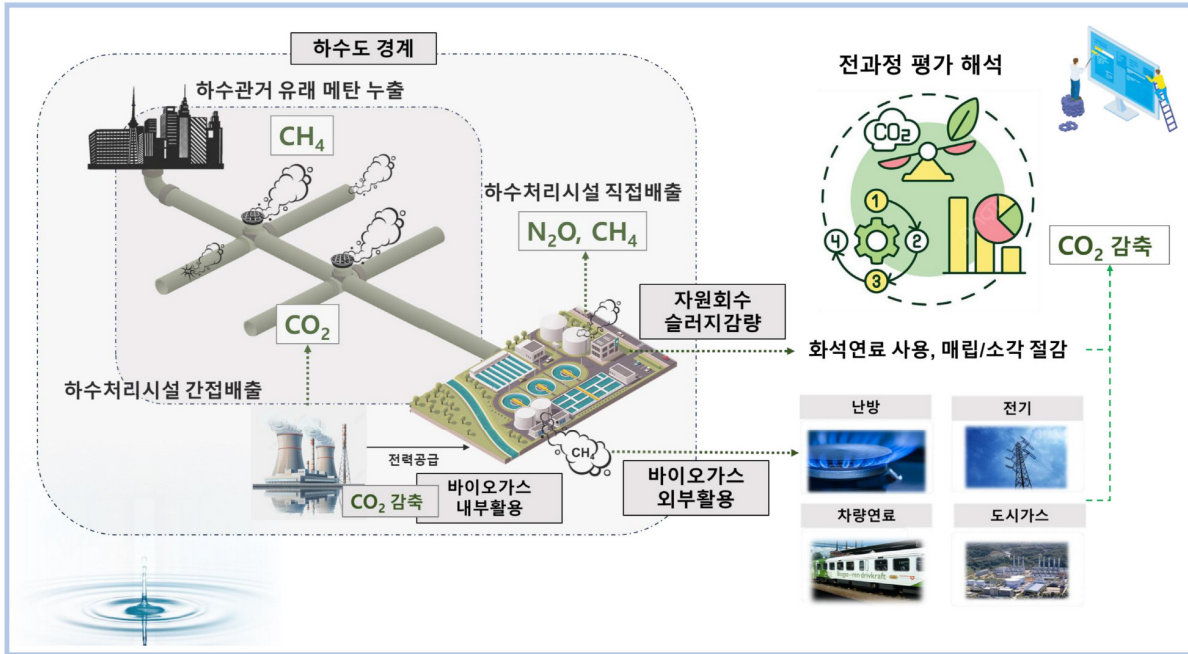 하수도 경계
하수관거 유래 메탄 누출
CH₄
하수처리시설 직접배출
N₂O, CH₄
CO₂
하수처리시설 간접배출
전력공급
CO₂ 감축
바이오가스
내부활용
CH₄
자원회수
슬러지감량
바이오가스
외부활용
전과정 평가 해석
CO₂
1
2
3
4
CO₂ 감축
화석연료 사용, 매립/소각 절감
난방
전기
차량연료
도시가스